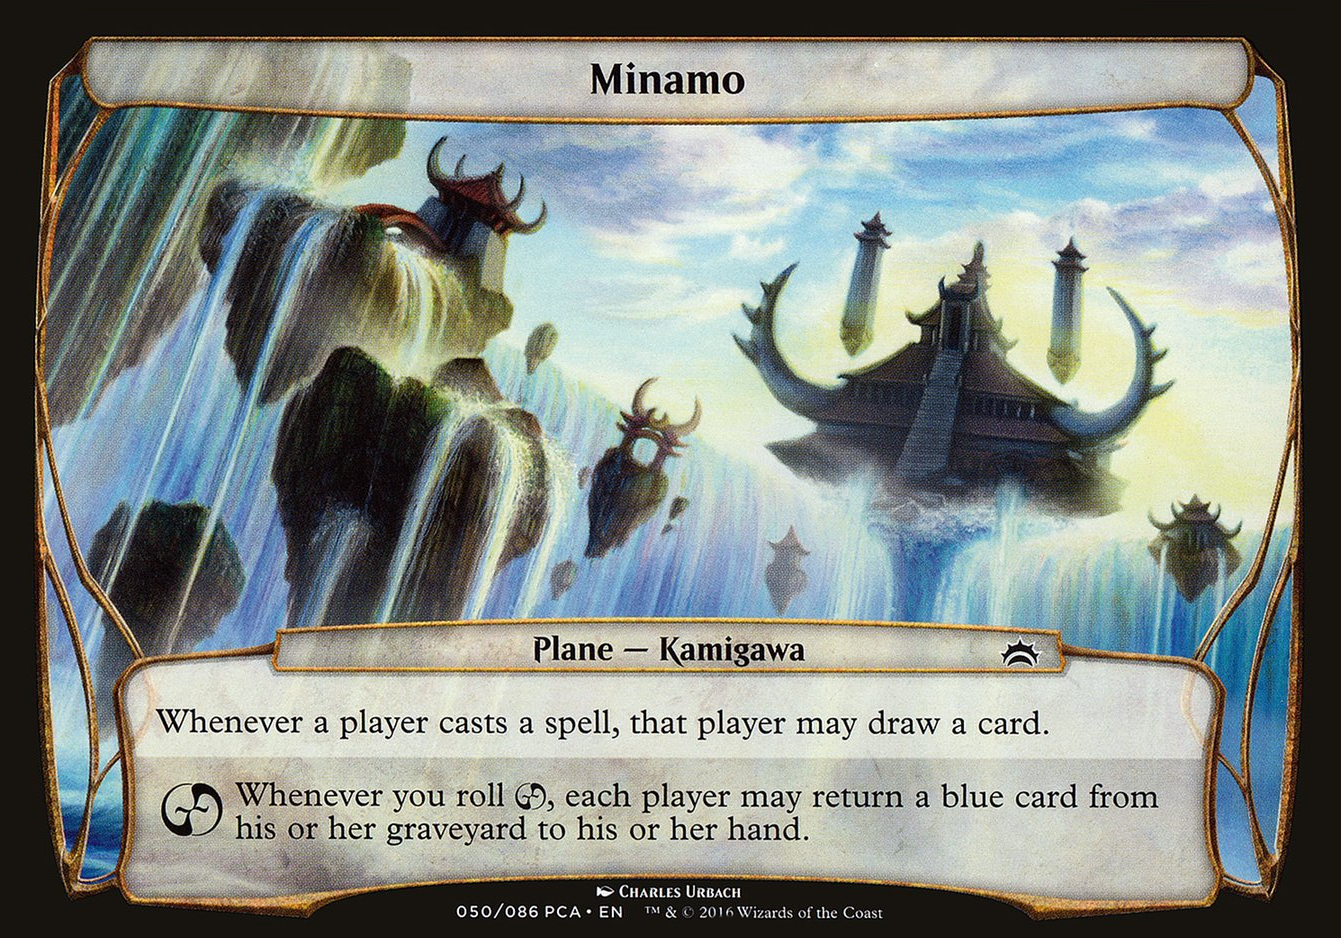 Minamo
Plane — Kamigawa
Whenever a player casts a spell, that player may draw a card.
Whenever you roll , each player may return a blue card from
his or her graveyard to his or her hand.
Charles Urbach
050/086 PCA • EN ™ & © 2016 Wizards of the Coast